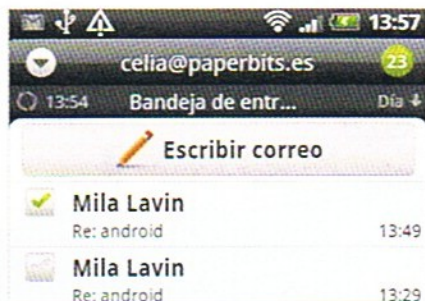 13:57
celia@paperbits.es 23
13:54 Bandeja de entr... Día
Escribir correo
Mila Lavin
Re: android 13:49
Mila Lavin
Re: android 13:29